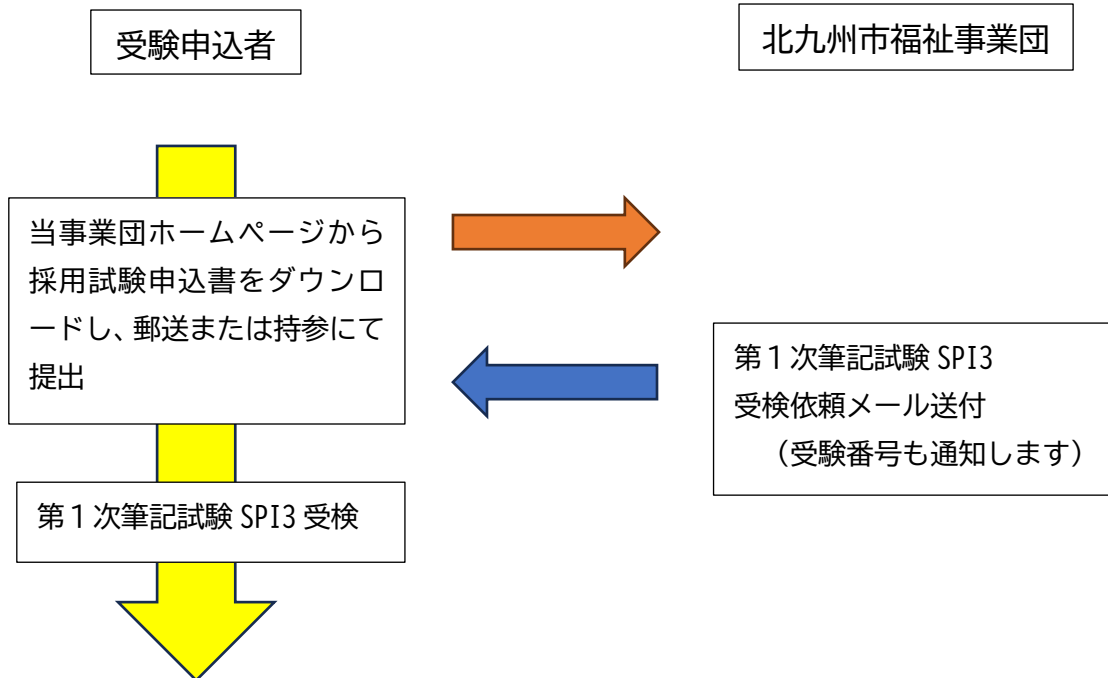 受験申込者
北九州市福祉事業団
当事業団ホームページから
採用試験申込書をダウンロ
ードし、郵送または持参にて
提出
第１次筆記試験 SPI3
受検依頼メール送付
（受験番号も通知します）
第１次筆記試験 SPI3 受検